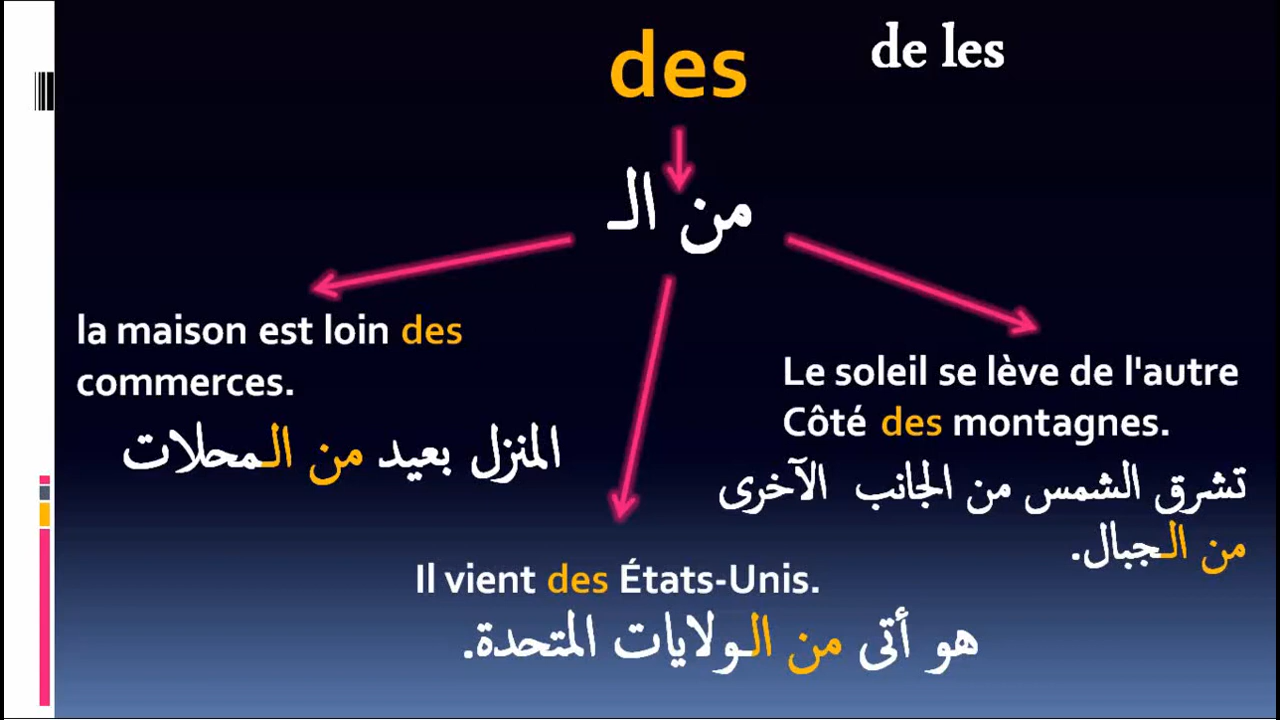 des
de les
من الـ
la maison est loin des
commerces.
المنزل بعيد من الـمحلات
Le soleil se lève de l'autre
Côté des montagnes.
تشرق الشمس من الجانب الآخرى
من الـجبال.
Il vient des États-Unis.
هو أتى من الـولايات المتحدة.